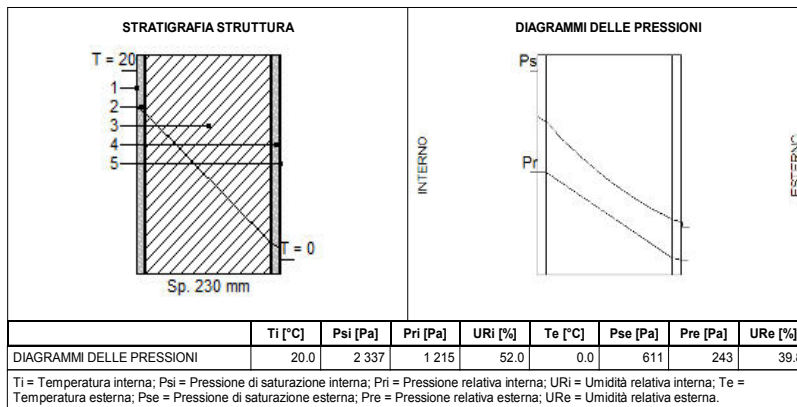 STRATIGRAFIA STRUTTURA
T = 20
1
2
3
4
5
T = 0
Sp. 230 mm
DIAGRAMMI DELLE PRESSIONI
Ps
Pr
INTERNO
ESTERNO
Ti [°C] Psi [Pa] Pri [Pa] URi [%] Te [°C] Pse [Pa] Pre [Pa] URe [%]
DIAGRAMMI DELLE PRESSIONI 20.0 2 337 1 215 52.0 0.0 611 243 39.8
Ti = Temperatura interna; Psi = Pressione di saturazione interna; Pri = Pressione relativa interna; URi = Umidità relativa interna; Te =
Temperatura esterna; Pse = Pressione di saturazione esterna; Pre = Pressione relativa esterna; URe = Umidità relativa esterna.